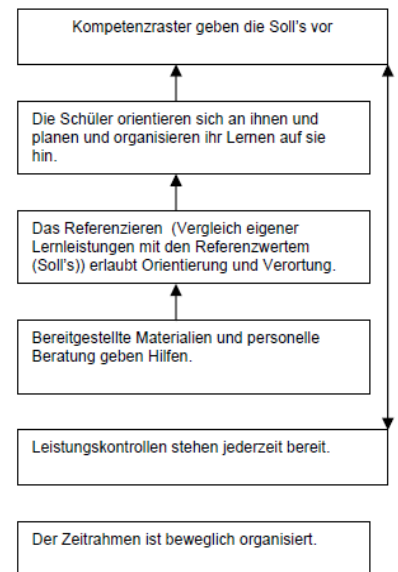 Kompetenzraster geben die Soll's vor
Die Schüler orientieren sich an ihnen und
planen und organisieren ihr Lernen auf sie
hin.
Das Referenzieren (Vergleich eigener
Lernleistungen mit den Referenzwertem
(Soll's)) erlaubt Orientierung und Verortung.
Bereitgestellte Materialien und personelle
Beratung geben Hilfen.
Leistungskontrollen stehen jederzeit bereit.
Der Zeitrahmen ist beweglich organisiert.